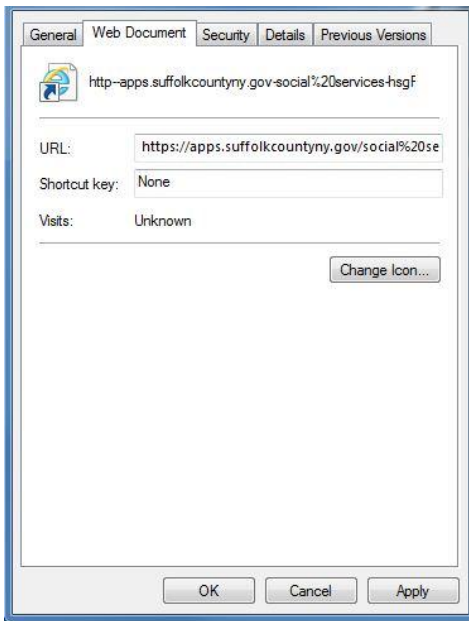 General Web Document Security Details Previous Versions
http--apps.suffolkcountyny.gov-social%20services-hsgF
URL: https://apps.suffolkcountyny.gov/social%20se
Shortcut key: None
Visits: Unknown
Change Icon...
OK Cancel Apply